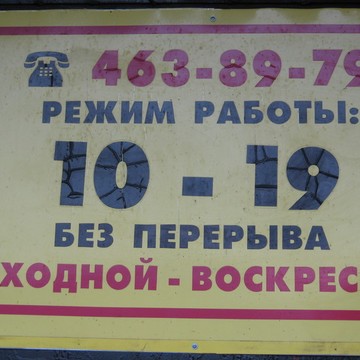 ☎ 463-89-79
РЕЖИМ РАБОТЫ:
10 - 19
БЕЗ ПЕРЕРЫВА
ХОДНОЙ - ВОСКРЕС